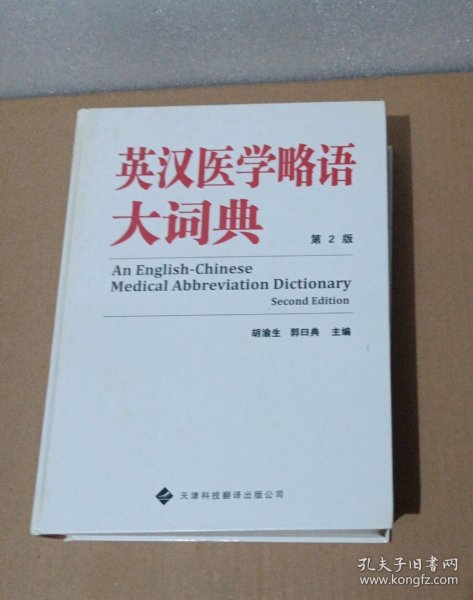 英汉医学略语
大词典
第2版
An English-Chinese
Medical Abbreviation Dictionary
Second Edition
胡渝生 郭曰典 主编
天津科技翻译出版公司
孔夫子旧书网
www.kongfz.com